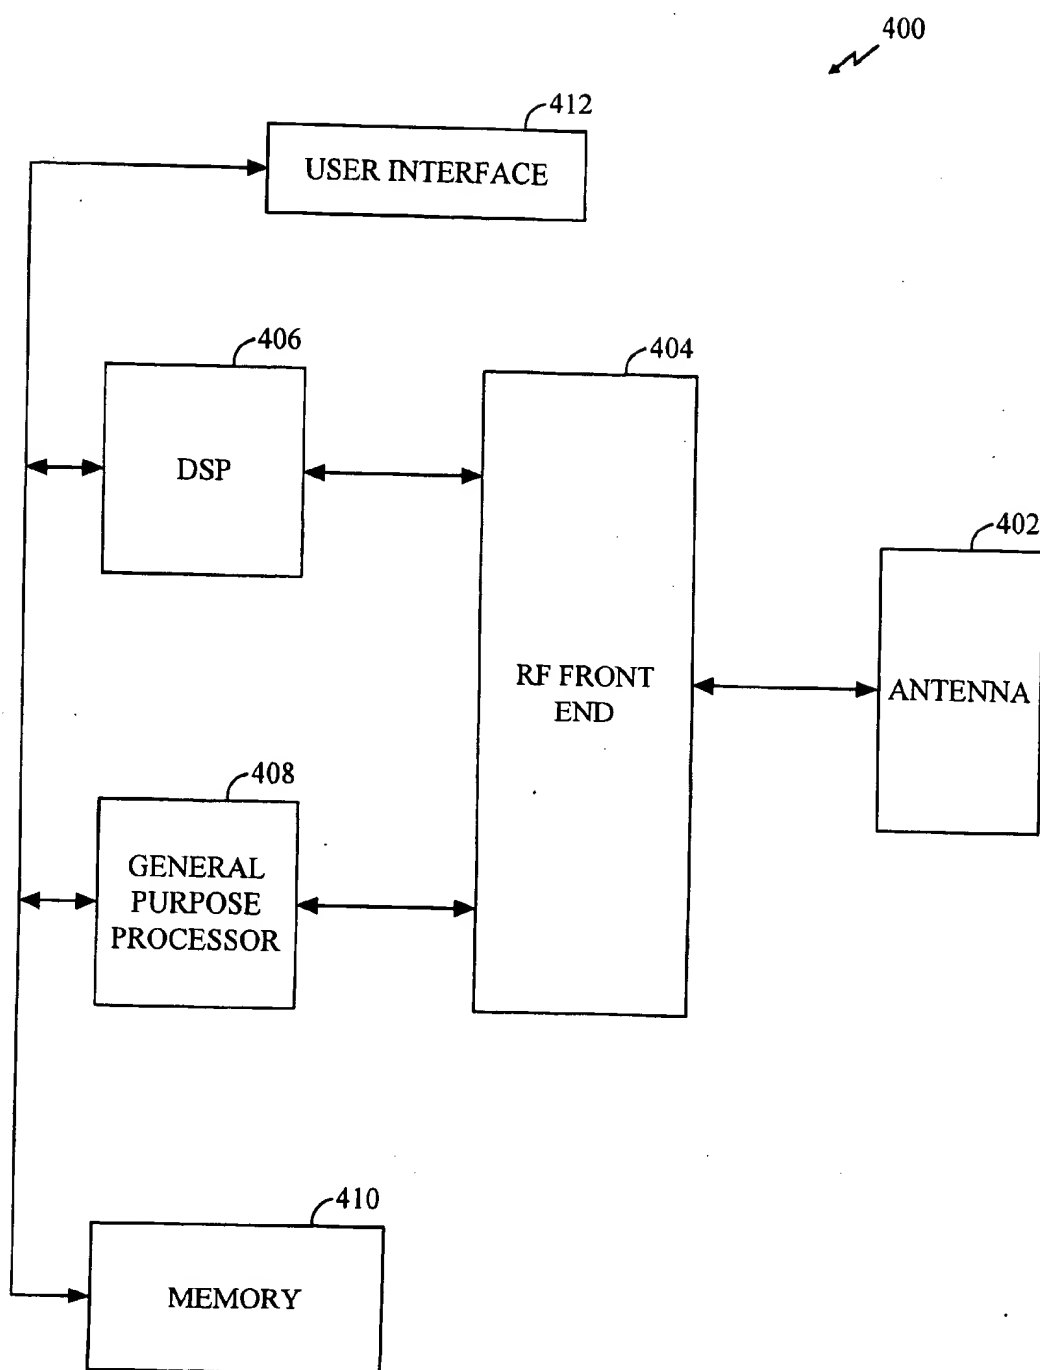 400
412
USER INTERFACE
406
404
DSP
402
RF FRONT
END
ANTENNA
408
GENERAL
PURPOSE
PROCESSOR
410
MEMORY